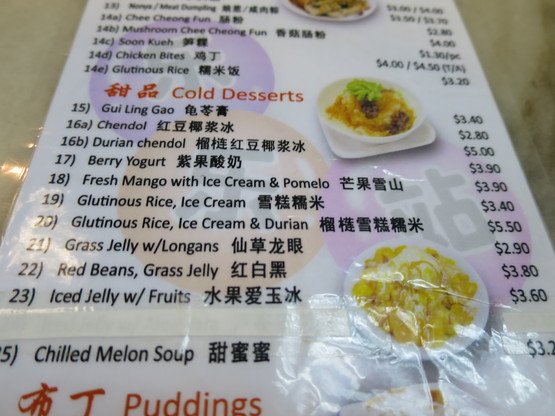 13) Nonya / Meat Dumpling 娘惹/咸肉粽 $3.00 / $4.00
14a) Chee Cheong Fun 肠粉 $3.50 / $3.70
14b) Mushroom Chee Cheong Fun 香菇肠粉 $2.80
14c) Soon Kueh 笋粿 $4.00
14d) Chicken Bites 鸡丁 $1.30/pc
14e) Glutinous Rice 糯米饭 $4.00 / $4.50 (T/A)
$3.20
甜品 Cold Desserts
15) Gui Ling Gao 龟苓膏 $3.40
16a) Chendol 红豆椰浆冰 $2.80
16b) Durian chendol 榴梿红豆椰浆冰 $5.00
17) Berry Yogurt 紫果酸奶 $3.90
18) Fresh Mango with Ice Cream & Pomelo 芒果雪山 $3.90
19) Glutinous Rice, Ice Cream 雪糕糯米 $3.40
20) Glutinous Rice, Ice Cream & Durian 榴梿雪糕糯米 $5.50
21) Grass Jelly w/Longans 仙草龙眼 $2.90
22) Red Beans, Grass Jelly 红白黑 $3.80
23) Iced Jelly w/ Fruits 水果爱玉冰 $3.60
25) Chilled Melon Soup 甜蜜蜜 $3.2
布丁 Puddings